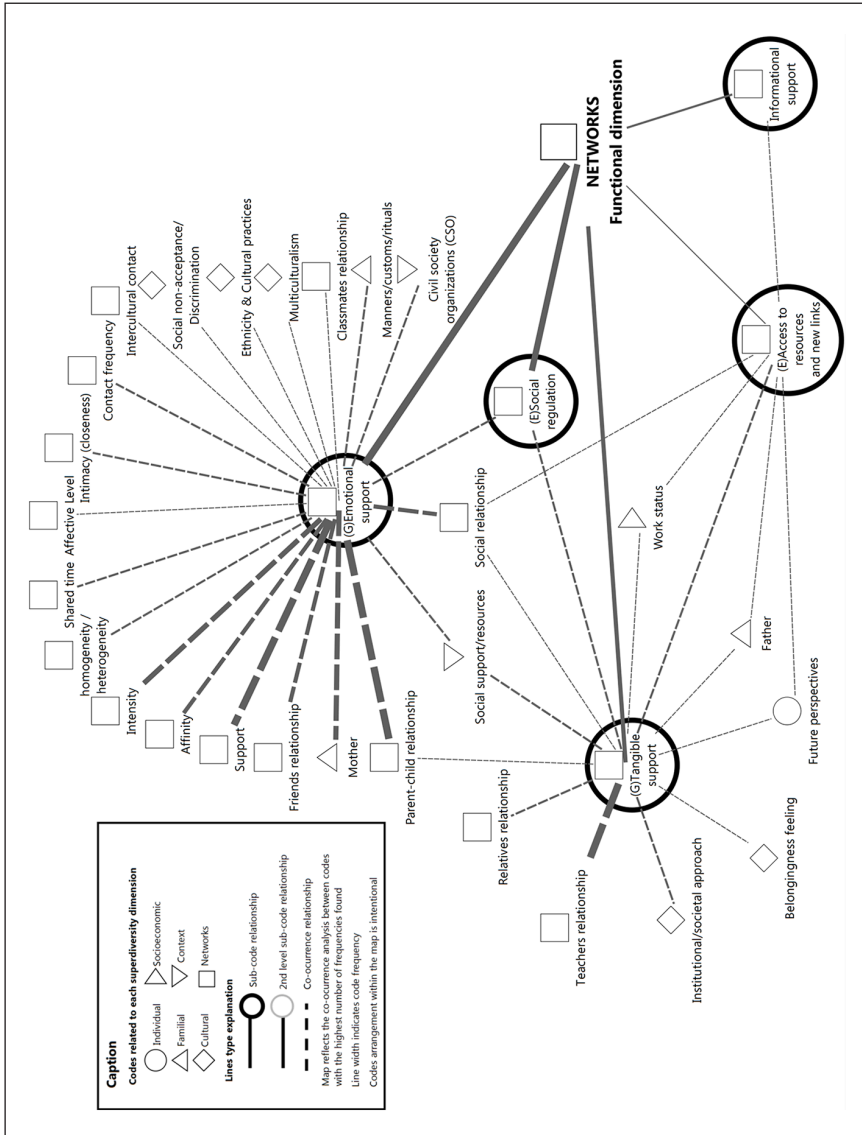 Caption
Codes related to each superdiversity dimension
Individual
Socioeconomic
Familial
Context
Cultural
Networks
Lines type explanation
Sub-code relationship
2nd level sub-code relationship
Co-ocurrence relationship
Map reflects the co-ocurrence analysis between codes
with the highest number of frequencies found
Line width indicates code frequency
Codes arrangement within the map is intentional
Parent-child relationship
Mother
Friends relationship
Support
Affinity
Intensity
homogeneity /
heterogeneity
Shared time
Affective Level
Intimacy (closeness)
Contact frequency
Intercultural contact
Social non-acceptance/
Discrimination
Ethnicity & Cultural practices
Multiculturalism
Classmates relationship
Manners/customs/rituals
Civil society
organizations (CSO)
(G)Emotional
support
Social support/resources
Social relationship
(E)Social
regulation
NETWORKS
Functional dimension
Relatives relationship
Teachers relationship
(G)Tangible
support
Institutional/societal approach
Belongingness feeling
Work status
Father
Future perspectives
(E)Access to
resources
and new links
Informational
support